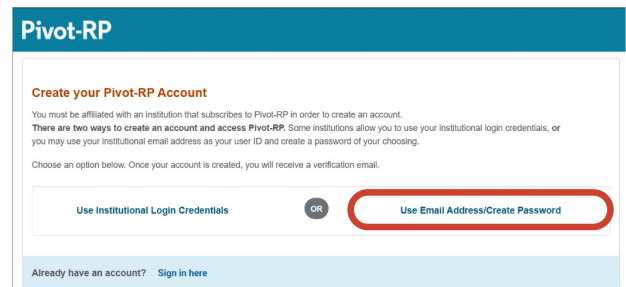 Pivot-RP
Create your Pivot-RP Account
You must be affiliated with an institution that subscribes to Pivot-RP in order to create an account.
There are two ways to create an account and access Pivot-RP. Some institutions allow you to use your institutional login credentials, or
you may use your institutional email address as your user ID and create a password of your choosing.
Choose an option below. Once your account is created, you will receive a verification email.
Use Institutional Login Credentials OR Use Email Address/Create Password
Already have an account? Sign in here